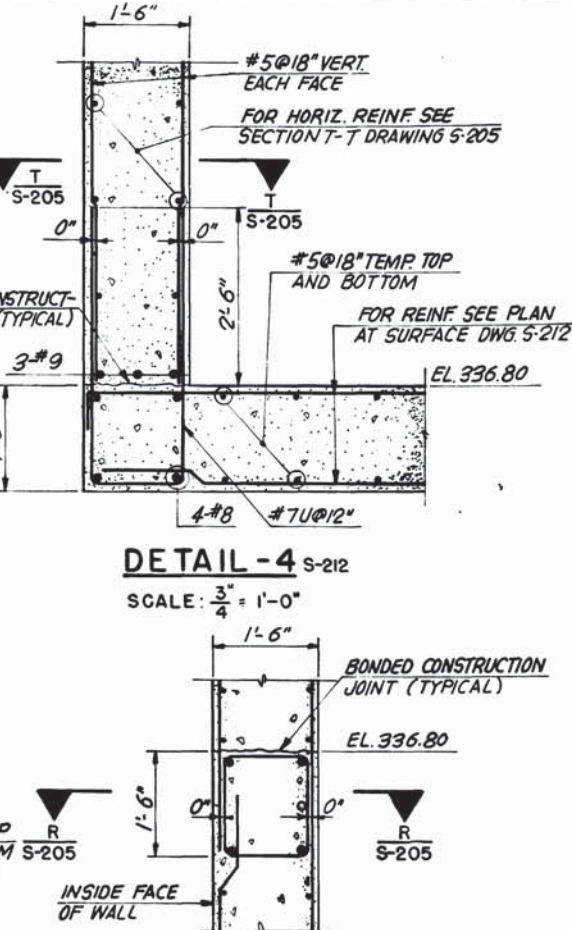 1'-6"
#5@18" VERT.
EACH FACE
FOR HORIZ. REINF. SEE
SECTION T-T DRAWING S-205
T
S-205
T
S-205
0"
0"
2'-6"
#5@18" TEMP. TOP
AND BOTTOM
NSTRUCT-
(TYPICAL)
FOR REINF. SEE PLAN
AT SURFACE DWG. S-212
3-#9
EL. 336.80
4-#8
#7U@12"
DETAIL-4 S-212
SCALE: 3/4" = 1'-0"
1'-6"
BONDED CONSTRUCTION
JOINT (TYPICAL)
EL. 336.80
1'-6"
0"
0"
R
S-205
R
S-205
INSIDE FACE
OF WALL